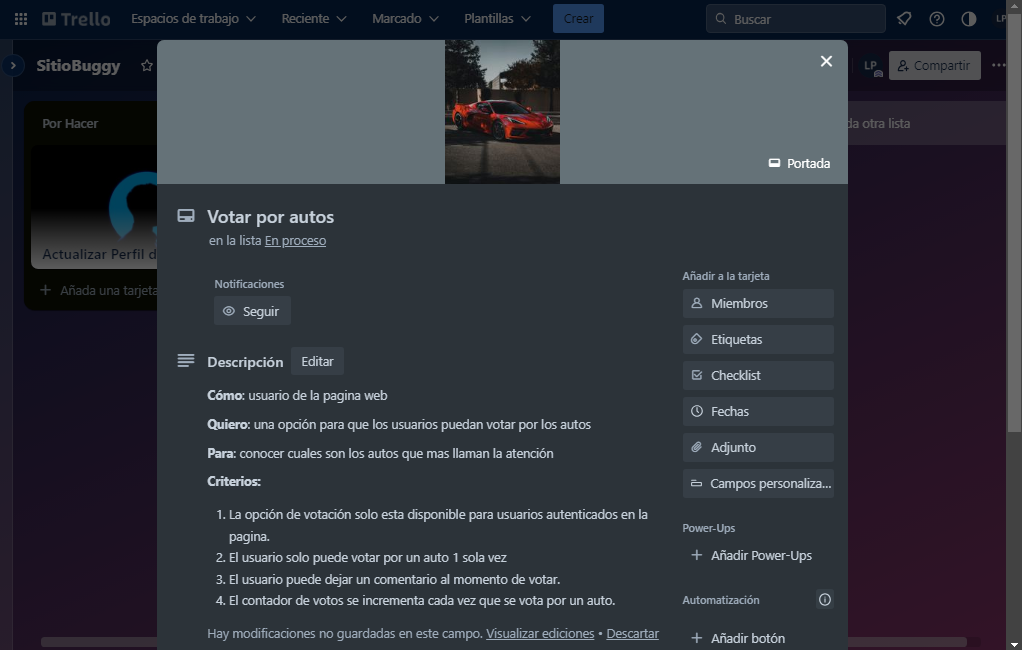 Trello
Espacios de trabajo
Reciente
Marcado
Plantillas
Crear
Buscar
LP
SitioBuggy
LP
Compartir
Por Hacer
da otra lista
Actualizar Perfil d
Añada una tarjeta
Portada
Votar por autos
en la lista En proceso
Notificaciones
Seguir
Descripción
Editar
Cómo: usuario de la pagina web
Quiero: una opción para que los usuarios puedan votar por los autos
Para: conocer cuales son los autos que mas llaman la atención
Criterios:
1. La opción de votación solo esta disponible para usuarios autenticados en la
pagina.
2. El usuario solo puede votar por un auto 1 sola vez
3. El usuario puede dejar un comentario al momento de votar.
4. El contador de votos se incrementa cada vez que se vota por un auto.
Hay modificaciones no guardadas en este campo. Visualizar ediciones • Descartar
Añadir a la tarjeta
Miembros
Etiquetas
Checklist
Fechas
Adjunto
Campos personaliza...
Power-Ups
Añadir Power-Ups
Automatización
Añadir botón